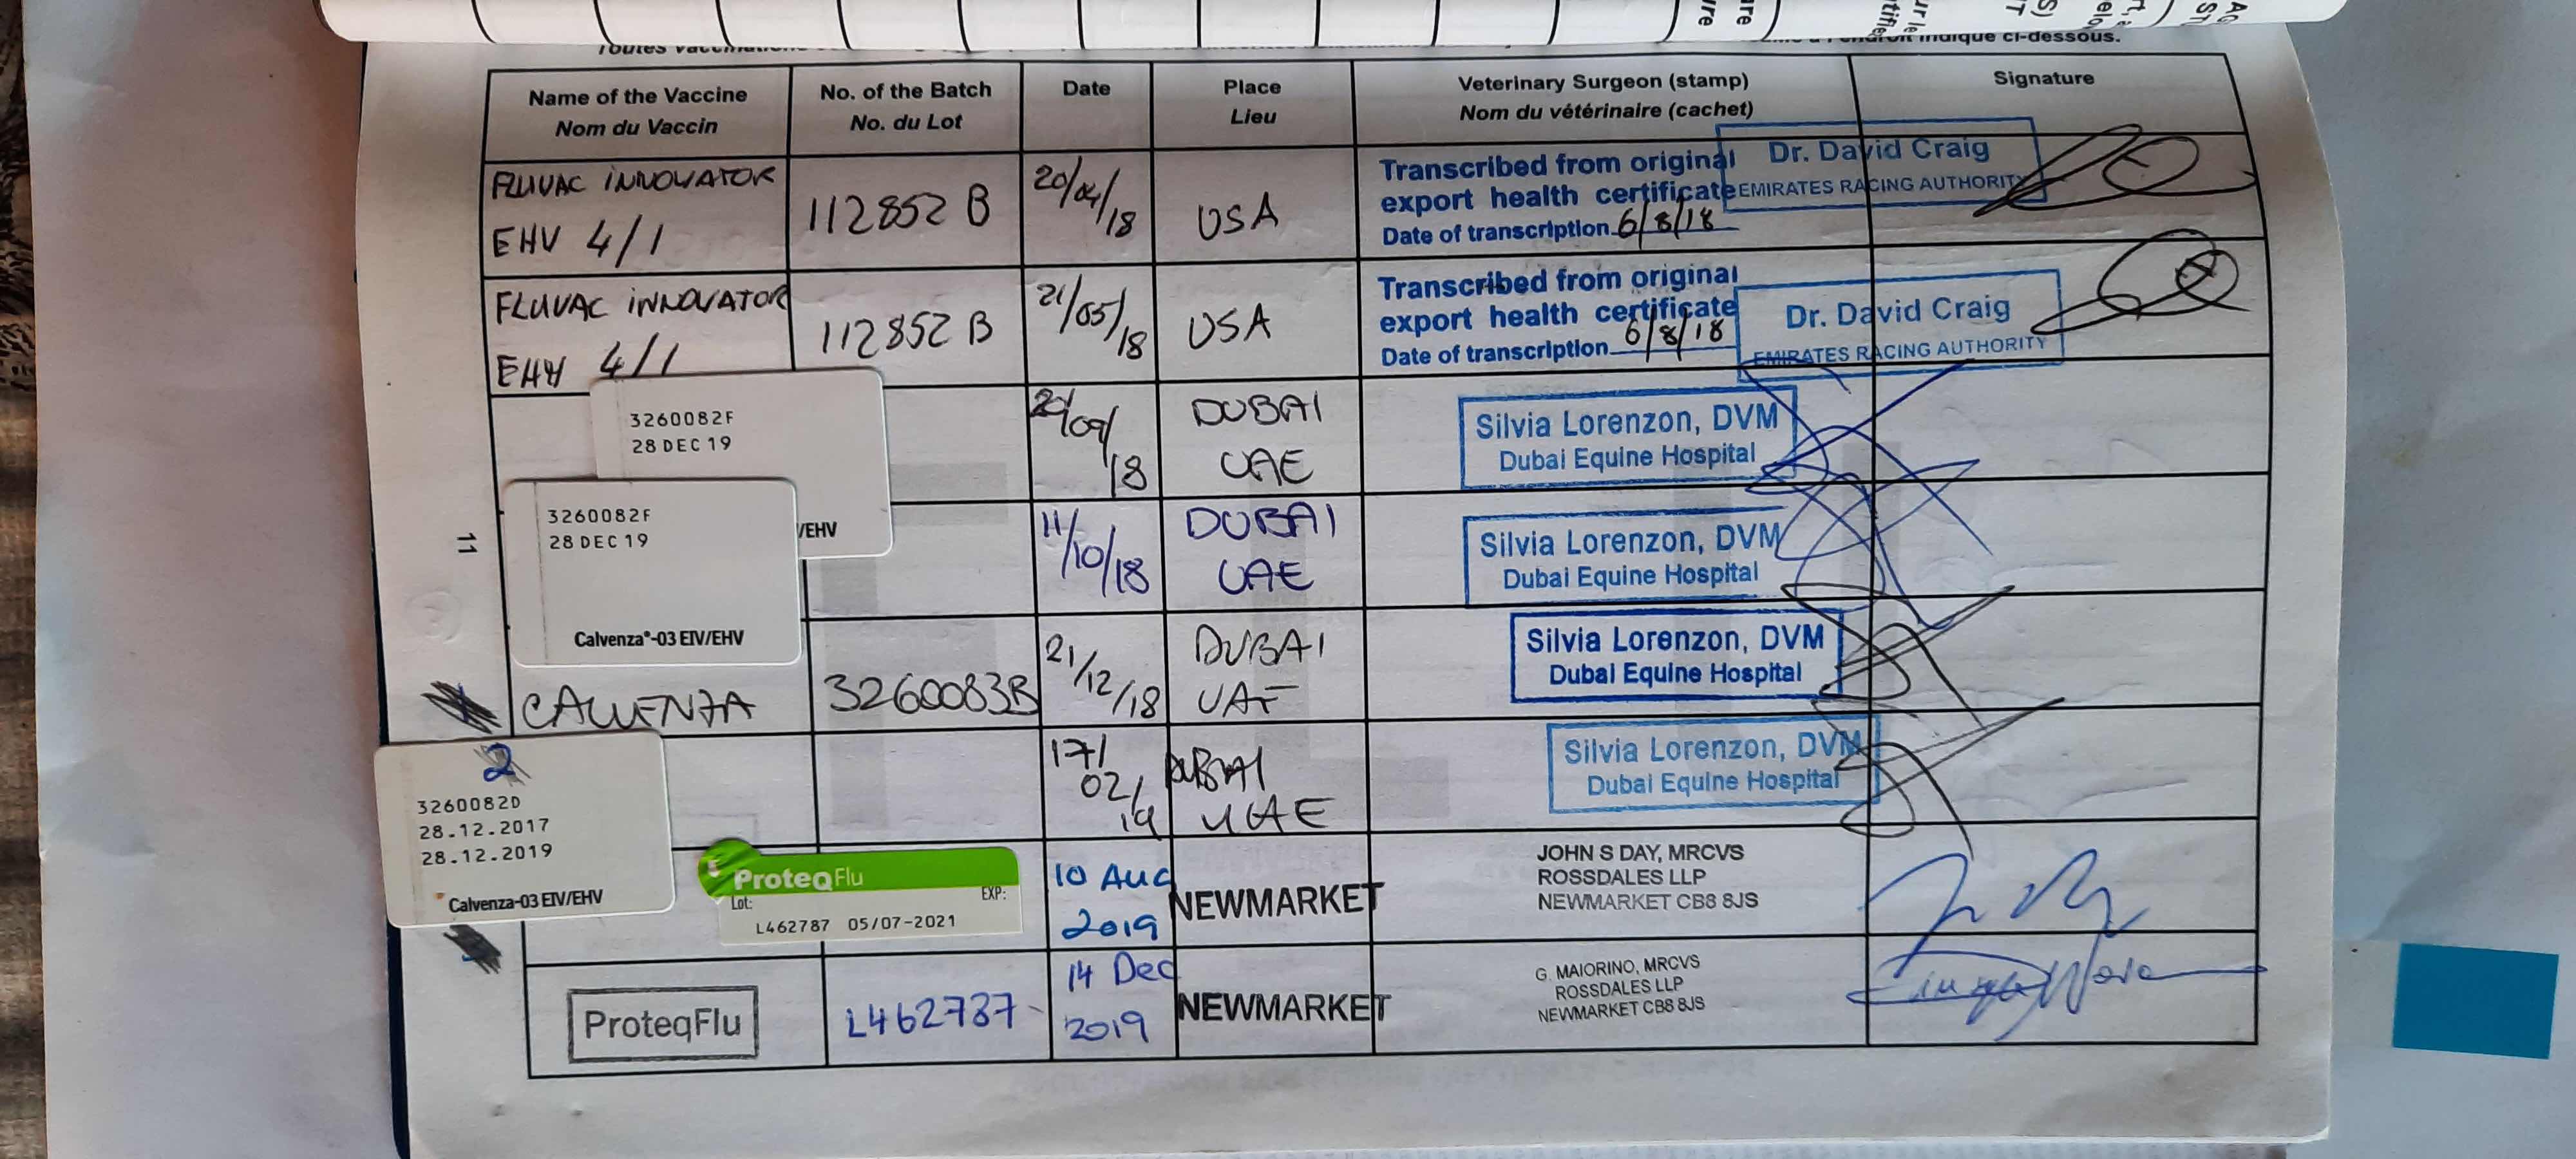 indiqué ci-dessous.
Name of the Vaccine
Nom du Vaccin
No. of the Batch
No. du Lot
Date
Place
Lieu
Veterinary Surgeon (stamp)
Nom du vétérinaire (cachet)
Signature
FLUVAC INNOVATOR
EHV 4/1
112852 B
20/04/18
USA
Transcribed from original
export health certificate
Date of transcription 6/8/18
Dr. David Craig
EMIRATES RACING AUTHORITY
FLUVAC INNOVATOR
EHV 4/1
112852 B
21/05/18
USA
Transcribed from original
export health certificate
Date of transcription 6/8/18
Dr. David Craig
EMIRATES RACING AUTHORITY
3260082F
28 DEC 19
/EHV
/09/18
DUBAI
UAE
Silvia Lorenzon, DVM
Dubai Equine Hospital
11
3260082F
28 DEC 19
Calvenza®-03 EIV/EHV
11/10/18
DUBAI
UAE
Silvia Lorenzon, DVM
Dubai Equine Hospital
CALVENZA
3260083B
21/12/18
DUBAI
UAE
Silvia Lorenzon, DVM
Dubai Equine Hospital
2
3260082D
28.12.2017
28.12.2019
Calvenza-03 EIV/EHV
17/02/19
DUBAI
UAE
Silvia Lorenzon, DVM
Dubai Equine Hospital
ProteqFlu
Lot: EXP:
L462787 05/07-2021
10 Aug
2019
NEWMARKET
JOHN S DAY, MRCVS
ROSSDALES LLP
NEWMARKET CB8 8JS
ProteqFlu
L462787
14 Dec
2019
NEWMARKET
G. MAIORINO, MRCVS
ROSSDALES LLP
NEWMARKET CB8 8JS